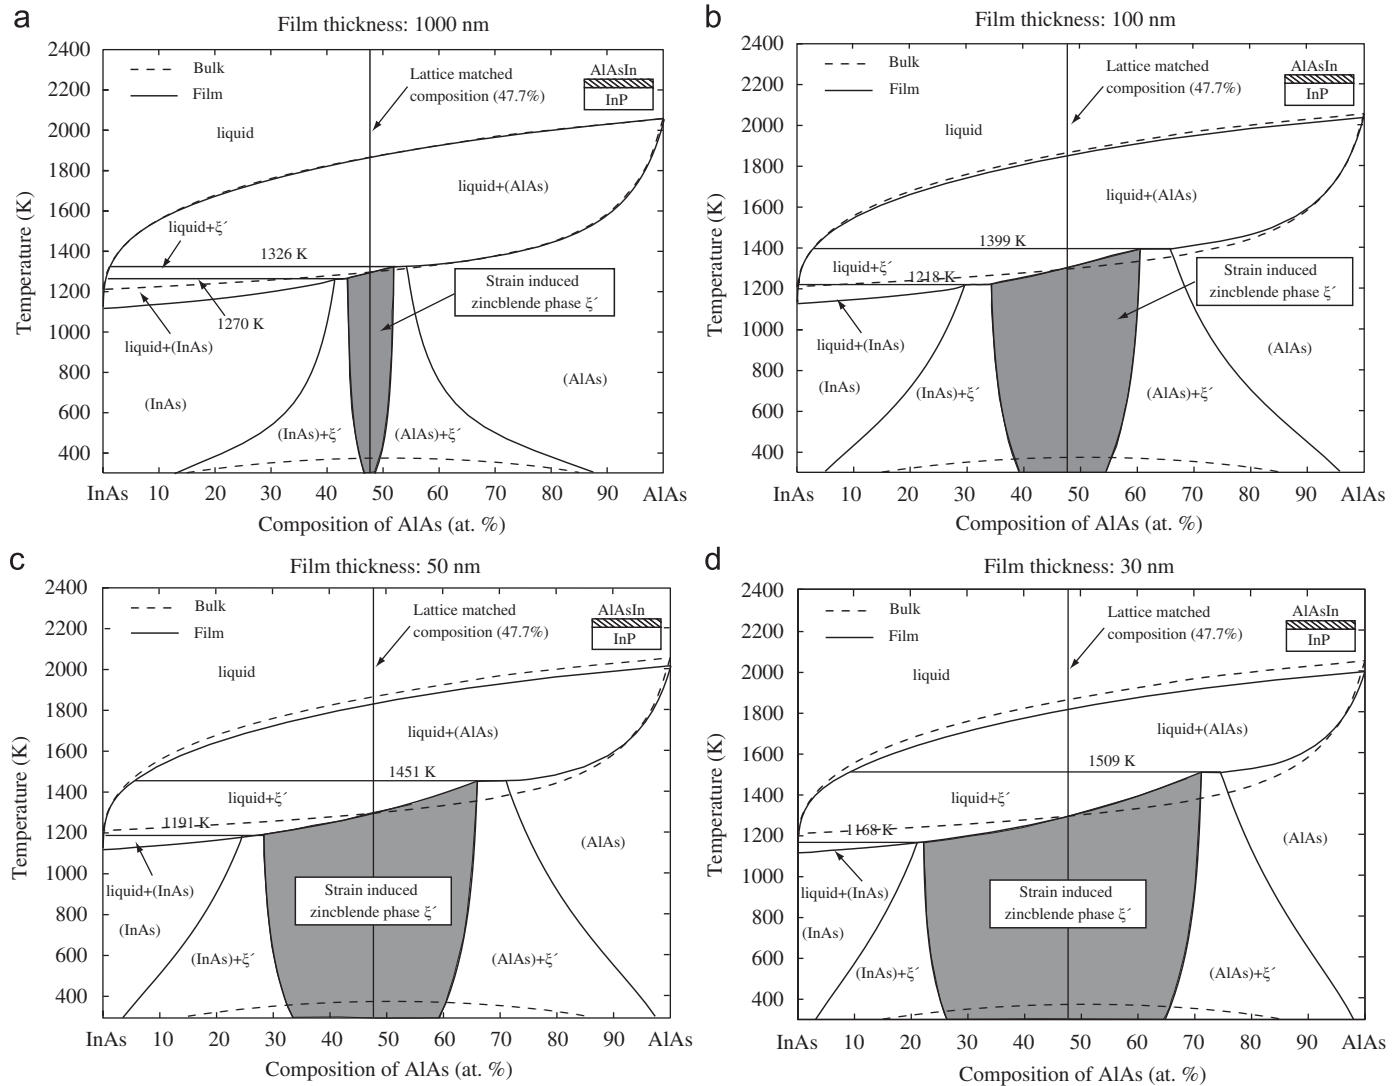 a
Film thickness: 1000 nm
2400
2200
2000
1800
1600
1400
1200
1000
800
600
400
Temperature (K)
Bulk
Film
Lattice matched
composition (47.7%)
AlAsIn
InP
liquid
liquid+(AlAs)
liquid+ξ´
1326 K
1270 K
Strain induced
zincblende phase ξ´
liquid+(InAs)
(InAs)
(AlAs)
(InAs)+ξ´
(AlAs)+ξ´
InAs 10 20 30 40 50 60 70 80 90 AlAs
Composition of AlAs (at. %)
b
Film thickness: 100 nm
2400
2200
2000
1800
1600
1400
1200
1000
800
600
400
Temperature (K)
Bulk
Film
Lattice matched
composition (47.7%)
AlAsIn
InP
liquid
liquid+(AlAs)
1399 K
liquid+ξ´
1218 K
Strain induced
zincblende phase ξ´
liquid+(InAs)
(AlAs)
(InAs)
(InAs)+ξ´
(AlAs)+ξ´
InAs 10 20 30 40 50 60 70 80 90 AlAs
Composition of AlAs (at. %)
c
Film thickness: 50 nm
2400
2200
2000
1800
1600
1400
1200
1000
800
600
400
Temperature (K)
Bulk
Film
Lattice matched
composition (47.7%)
AlAsIn
InP
liquid
liquid+(AlAs)
1451 K
liquid+ξ´
1191 K
(AlAs)
liquid+(InAs)
Strain induced
zincblende phase ξ´
(InAs)
(InAs)+ξ´
(AlAs)+ξ´
InAs 10 20 30 40 50 60 70 80 90 AlAs
Composition of AlAs (at. %)
d
Film thickness: 30 nm
2400
2200
2000
1800
1600
1400
1200
1000
800
600
400
Temperature (K)
Bulk
Film
Lattice matched
composition (47.7%)
AlAsIn
InP
liquid
liquid+(AlAs)
1509 K
liquid+ξ´
1168 K
(AlAs)
liquid+(InAs)
Strain induced
zincblende phase ξ´
(InAs)
(InAs)+ξ´
(AlAs)+ξ´
InAs 10 20 30 40 50 60 70 80 90 AlAs
Composition of AlAs (at. %)